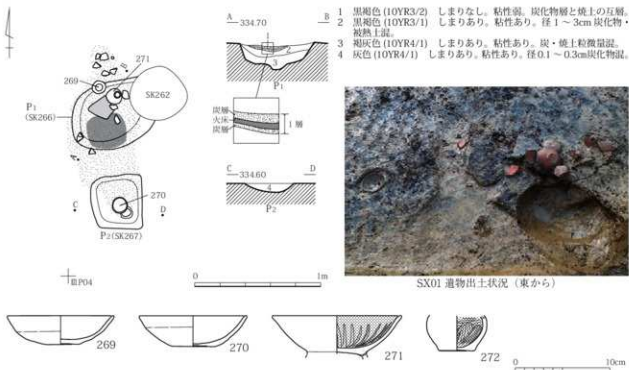 1 黒褐色(10YR3/2) しまりなし。粘性弱。炭化物層と焼土の互層。
2 黒褐色(10YR3/1) しまりあり。粘性あり。径1～3cm炭化物・
被熱土混。
3 褐灰色(10YR4/1) しまりあり。粘性あり。炭・焼土粒微量混。
4 灰色(10YR4/1) しまりあり。粘性あり。径0.1～0.3cm炭化物混。
A 334.70 B
1
2
3
P1
炭層
火床
炭層
1層
C 334.60 D
4
P2
271
269
SK262
P1
(SK266)
A
B
270
C
D
P2(SK267)
ⅢP04
0 1m
SX01 遺物出土状況（東から）
269
270
271
272
0 10cm